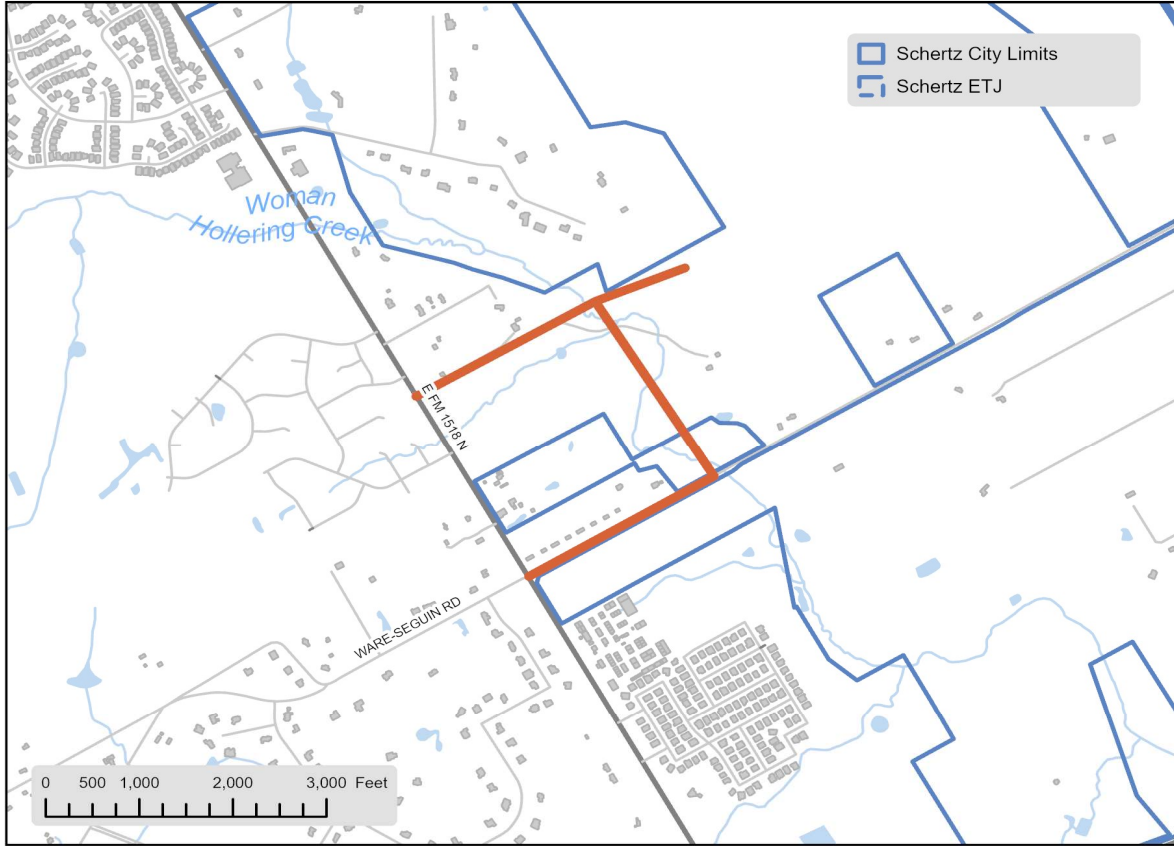 Schertz City Limits
Schertz ETJ
Woman
Hollering Creek
E FM 1518 N
WARE-SEGUIN RD
0 500 1,000 2,000 3,000 Feet